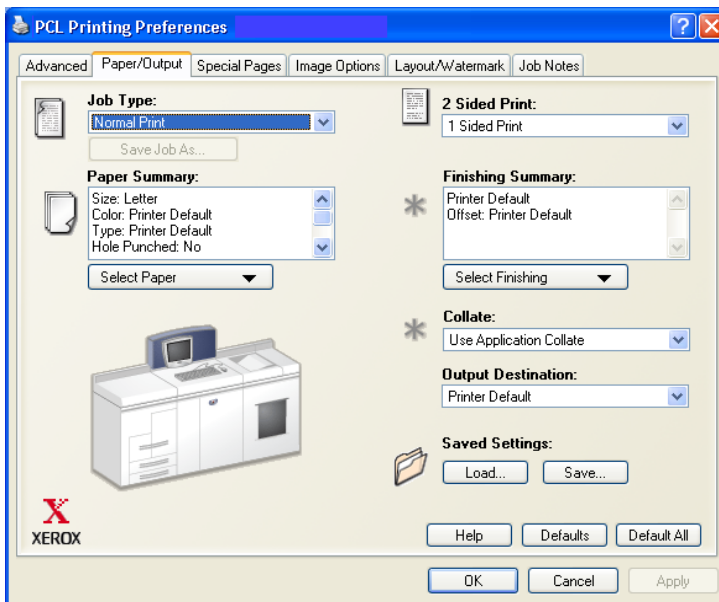 PCL Printing Preferences
Advanced
Paper/Output
Special Pages
Image Options
Layout/Watermark
Job Notes
Job Type:
Normal Print
Save Job As...
Paper Summary:
Size: Letter
Color: Printer Default
Type: Printer Default
Hole Punched: No
Select Paper
2 Sided Print:
1 Sided Print
Finishing Summary:
Printer Default
Offset: Printer Default
Select Finishing
Collate:
Use Application Collate
Output Destination:
Printer Default
Saved Settings:
Load...
Save...
X
XEROX
Help
Defaults
Default All
OK
Cancel
Apply